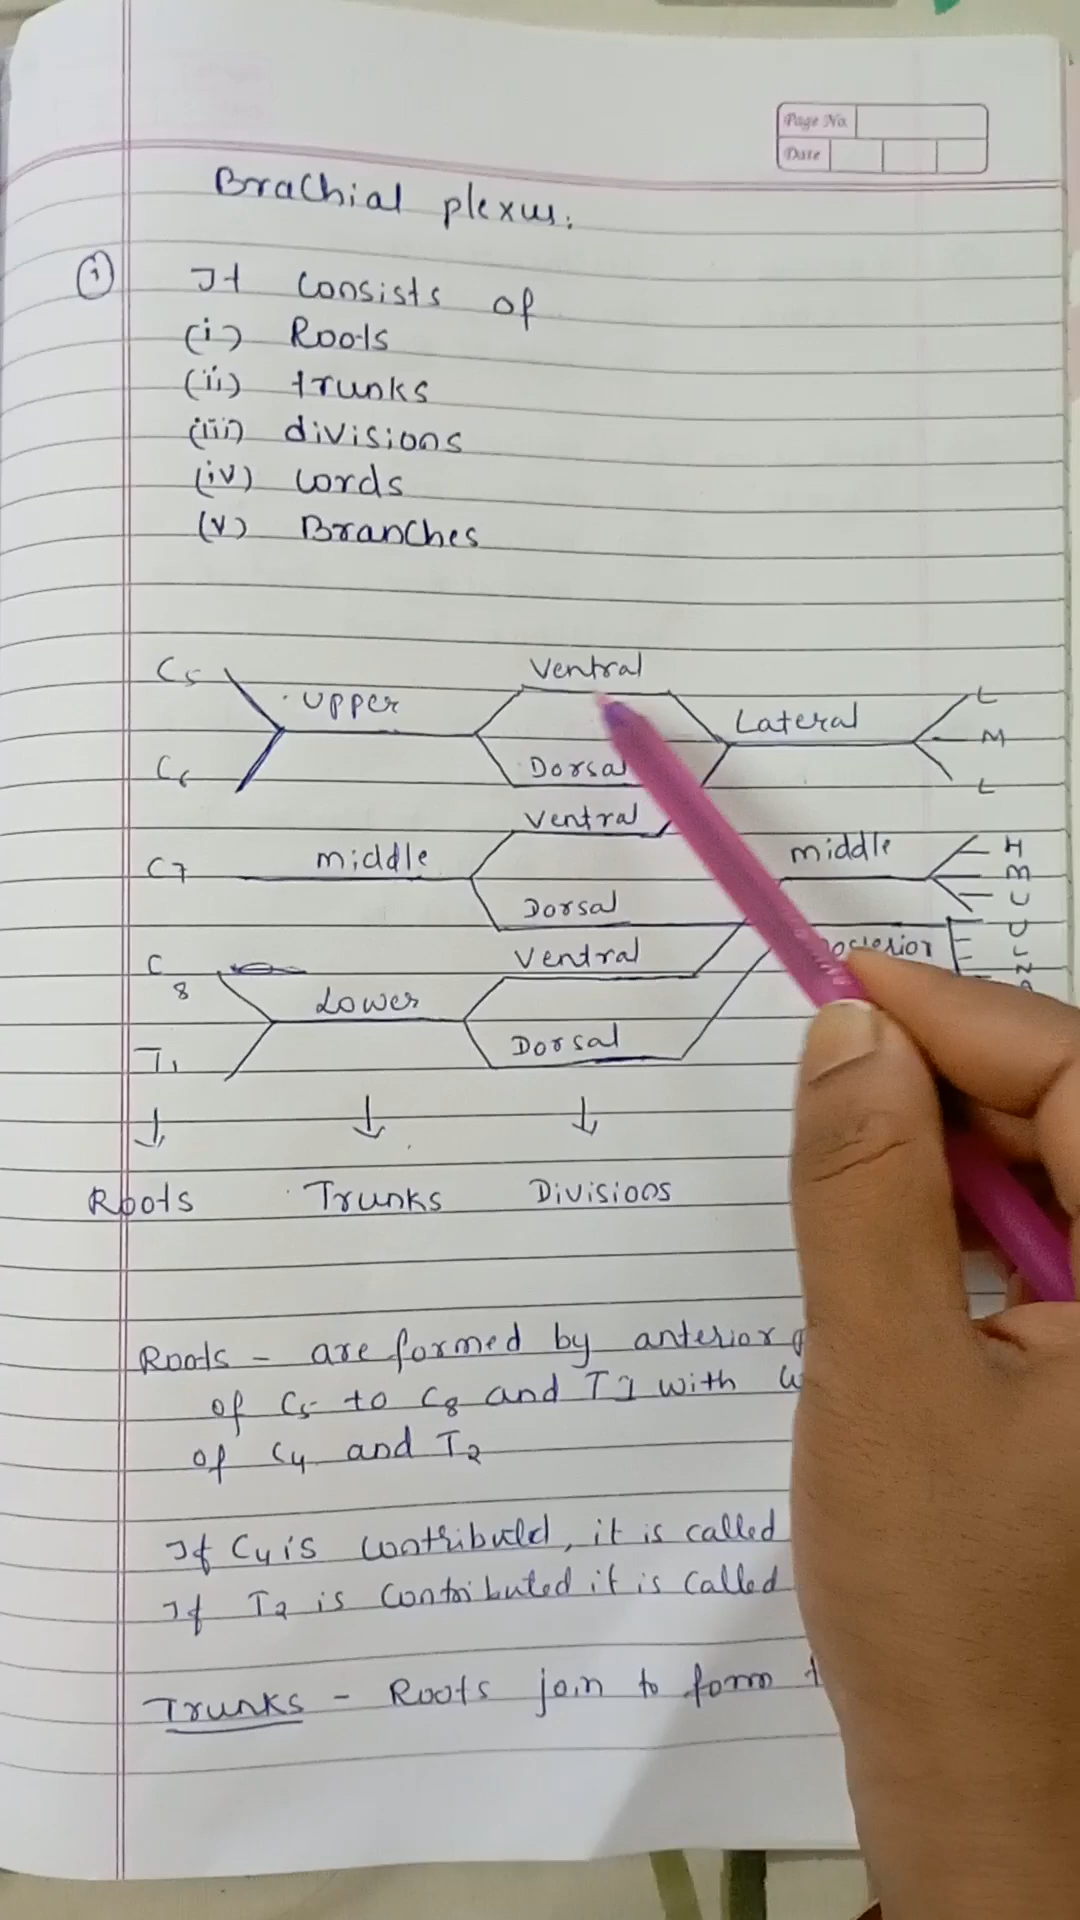 Page No.
Date
Brachial plexus.
① It consists of
(i) Roots
(ii) trunks
(iii) divisions
(iv) cords
(v) Branches
C5 Upper Ventral Lateral L
M
C6 Dorsal L
Ventral
C7 middle middle H
M
Dorsal U
C8 Lower Ventral U
L
N
T1 Dorsal
Roots Trunks Divisions
Roots - are formed by anterior
of C5 to C8 and T1 with
of C4 and T2
If C4 is contributed, it is called
If T2 is contributed it is called
Trunks - Roots join to form